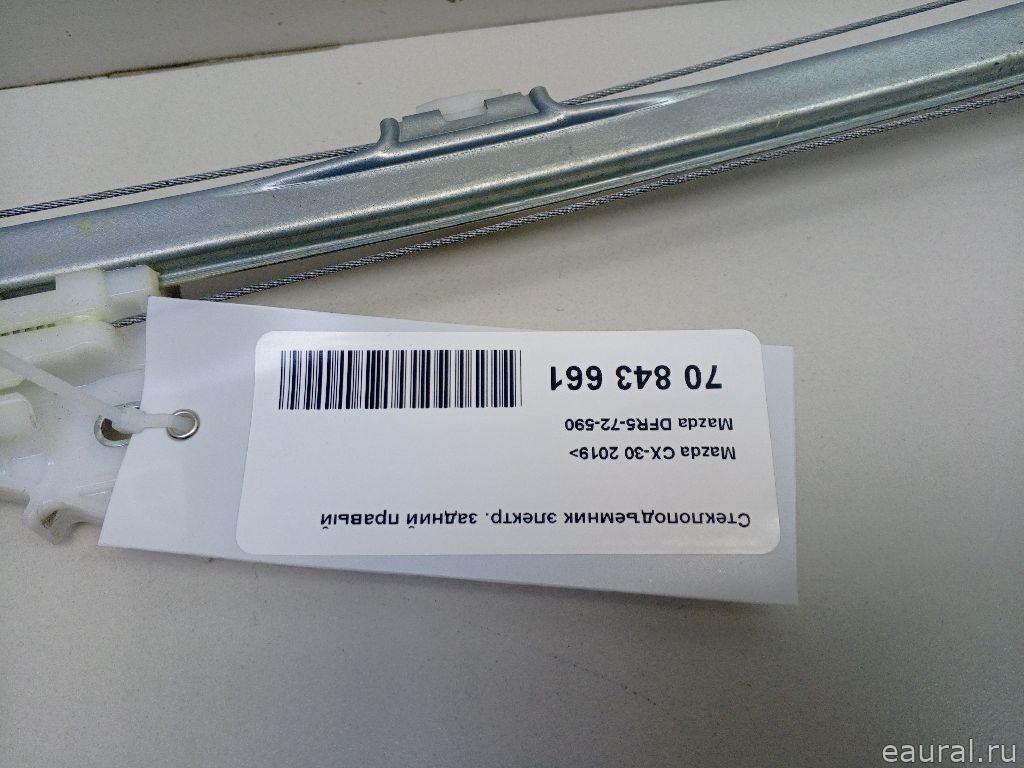 Стеклоподъемник электр. задний правый
Mazda CX-30 2019>
Mazda DFR5-72-590
70 843 661
eaural.ru